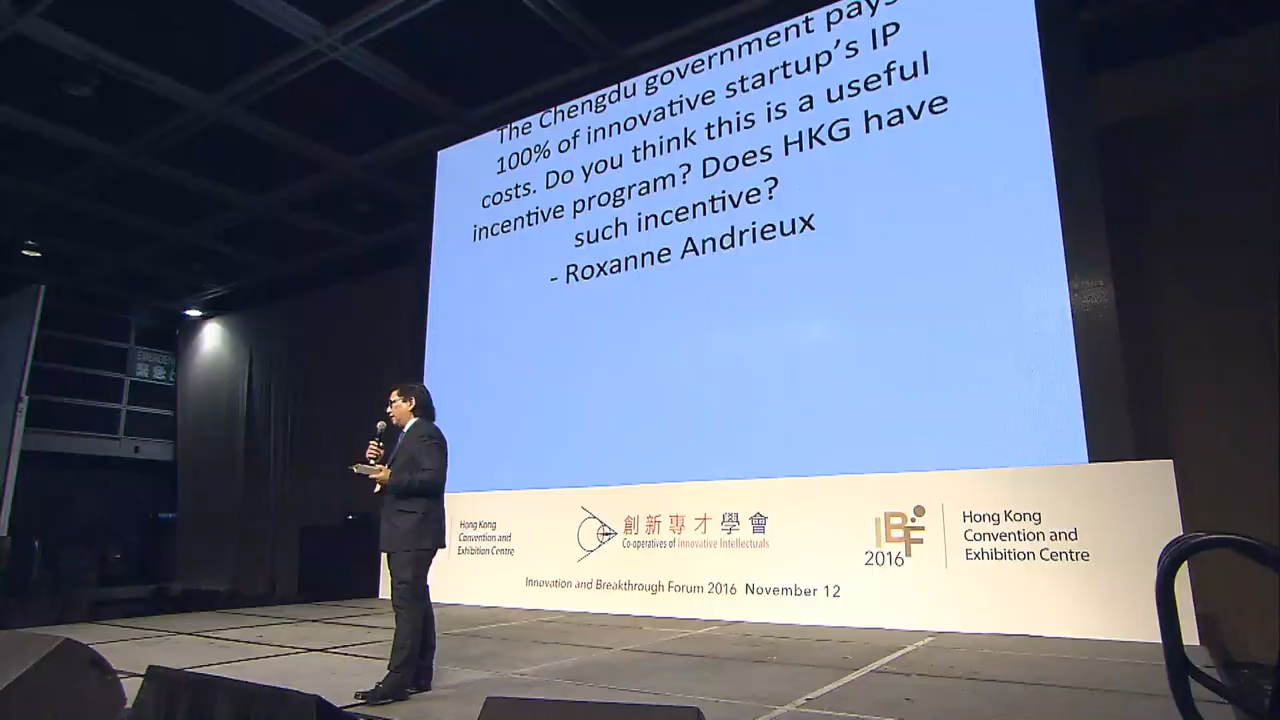 The Chengdu government pays
100% of innovative startup's IP
costs. Do you think this is a useful
incentive program? Does HKG have
such incentive?
- Roxanne Andrieux
EMERGEN
緊急
Hong Kong
Convention and
Exhibition Centre
創新專才學會
Co-operatives of Innovative Intellectuals
IBF
2016
Hong Kong
Convention and
Exhibition Centre
Innovation and Breakthrough Forum 2016 November 12